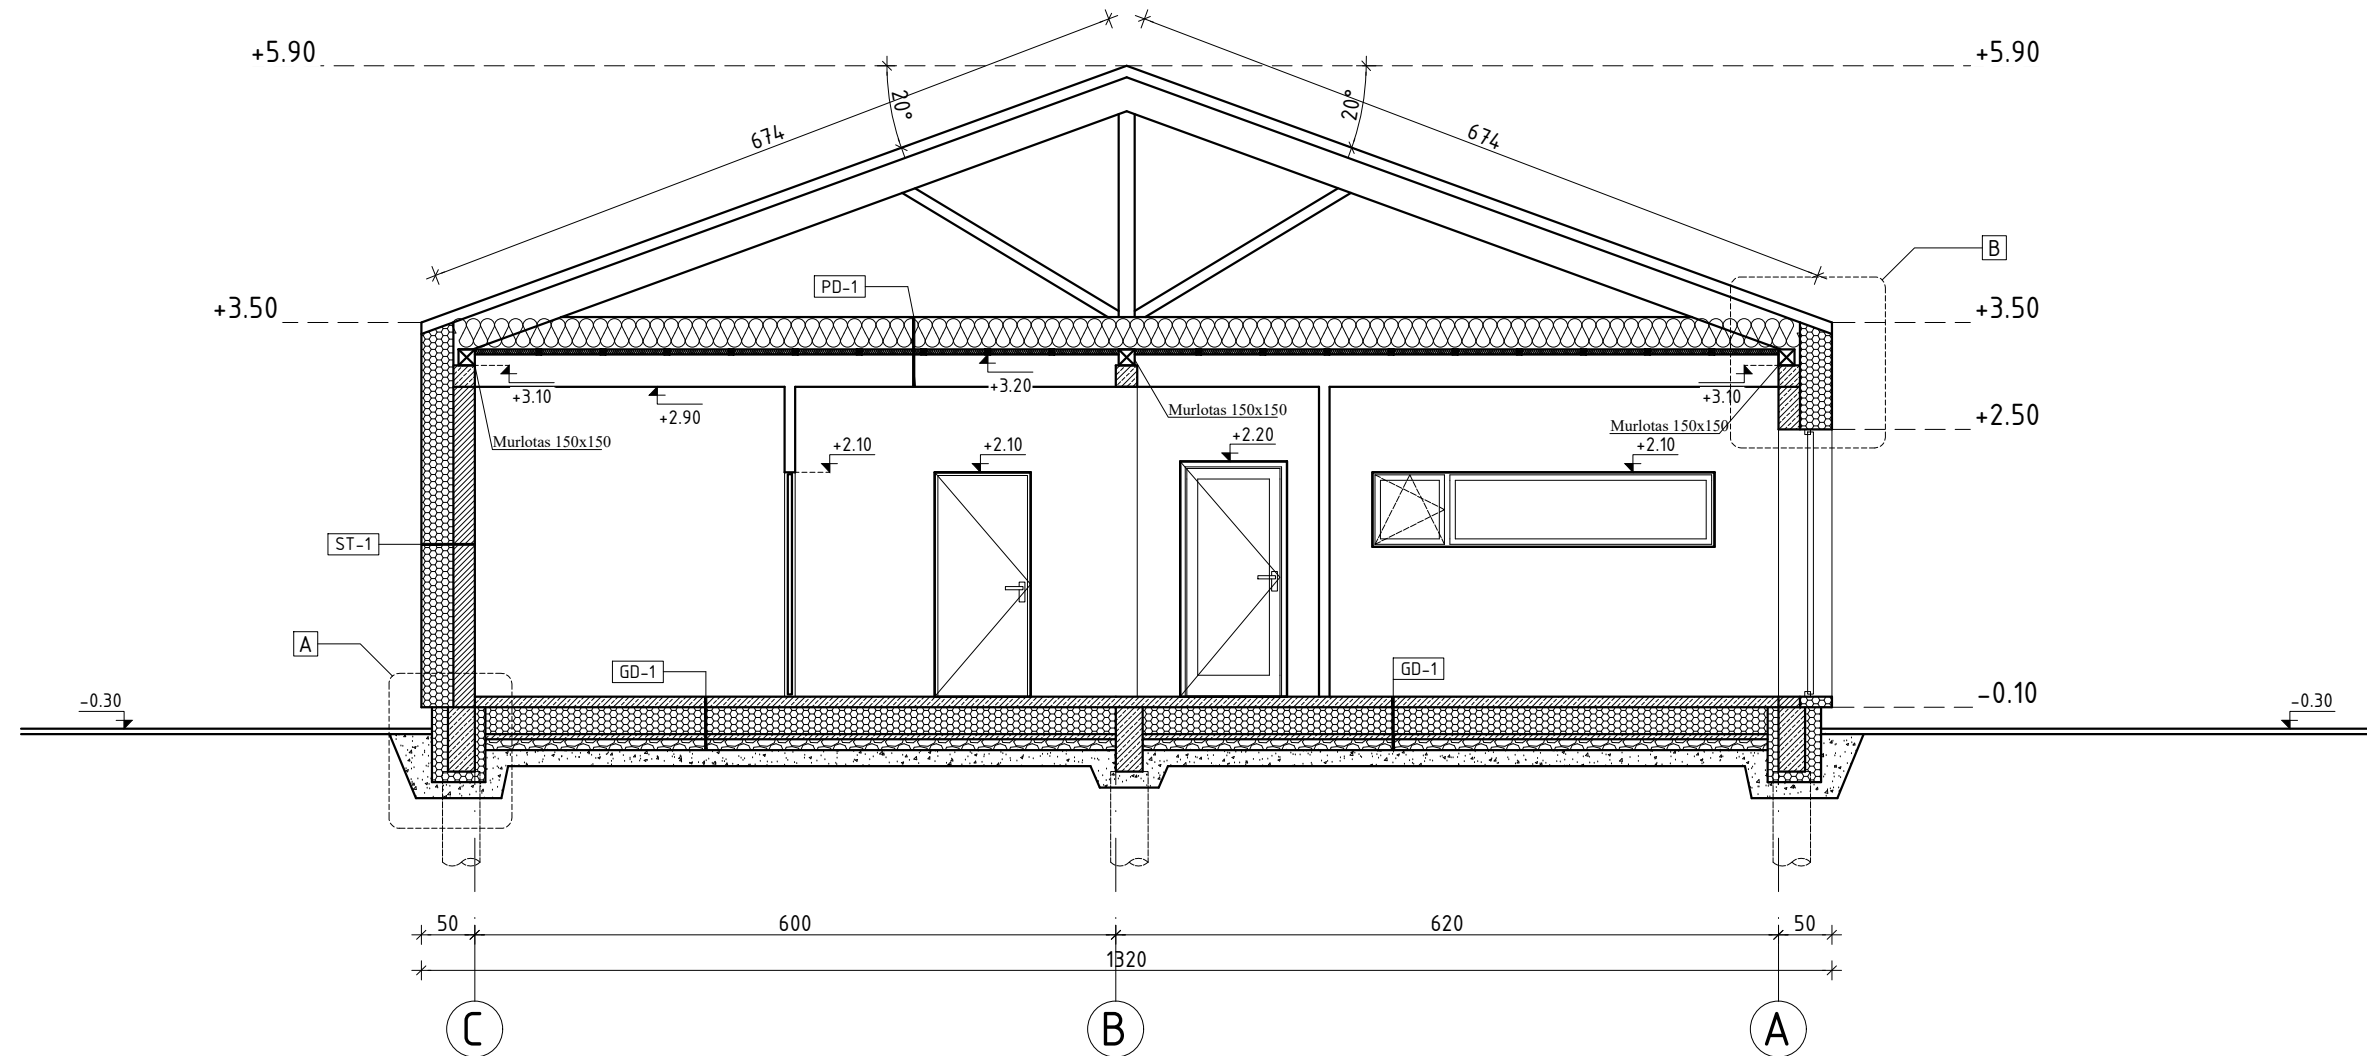 +5.90
+5.90
20°
20°
674
674
B
PD-1
+3.50
+3.50
+3.10
+3.20
+3.10
+2.90
Murlotas 150x150
+2.50
Murlotas 150x150
Murlotas 150x150
+2.10
+2.10
+2.20
+2.10
ST-1
A
GD-1
GD-1
-0.10
-0.30
-0.30
50
600
620
50
1320
C
B
A